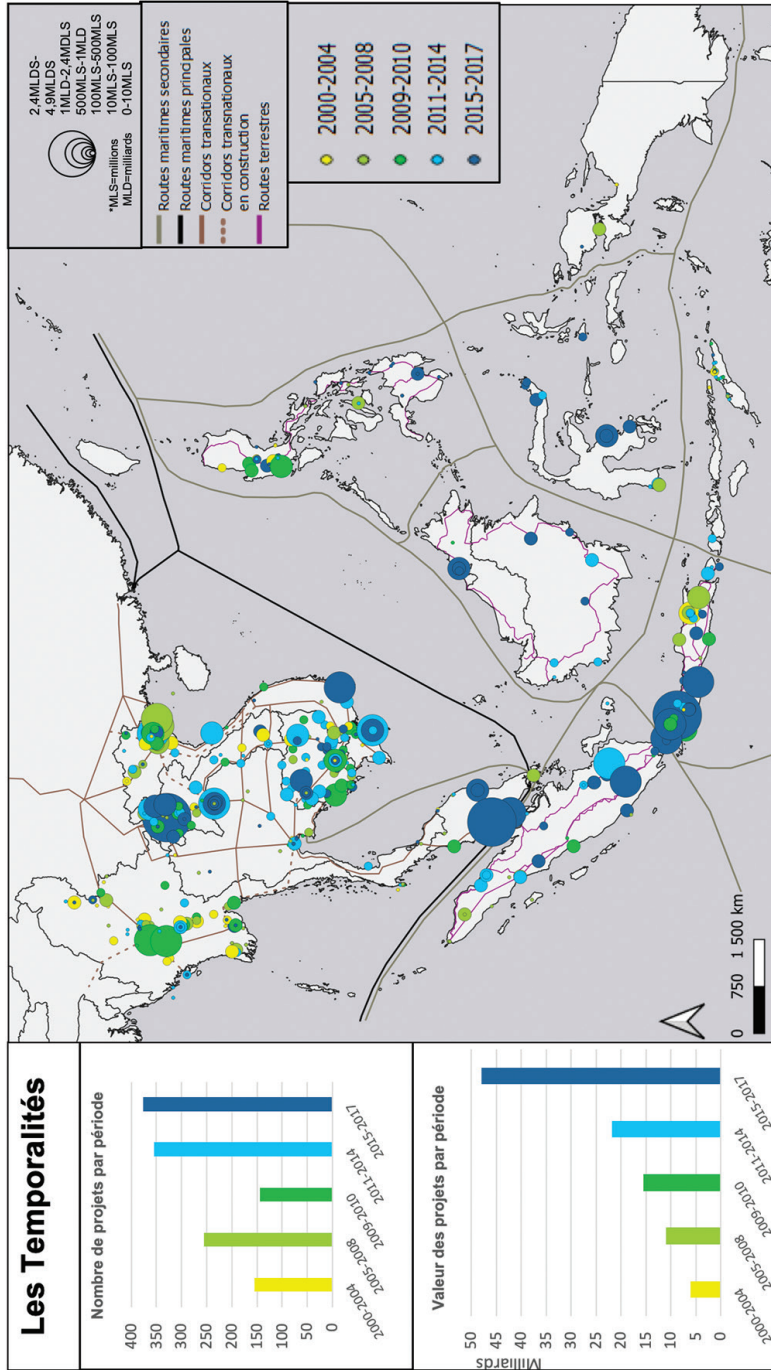 Les Temporalités
Nombre de projets par période
400
350
300
250
200
150
100
50
0
2000-2004
2005-2008
2009-2010
2011-2014
2015-2017
Valeur des projets par période
Milliards
50
45
40
35
30
25
20
15
10
5
0
2000-2004
2005-2008
2009-2010
2011-2014
2015-2017
2,4MLDS-
4,9MLDS
1MLD-2,4MDLS
500MLS-1MLD
100MLS-500MLS
10MLS-100MLS
0-10MLS
*MLS=millions
MLD=milliards
Routes maritimes secondaires
Routes maritimes principales
Corridors transationaux
Corridors transnationaux
en construction
Routes terrestres
2000-2004
2005-2008
2009-2010
2011-2014
2015-2017
0 750 1 500 km